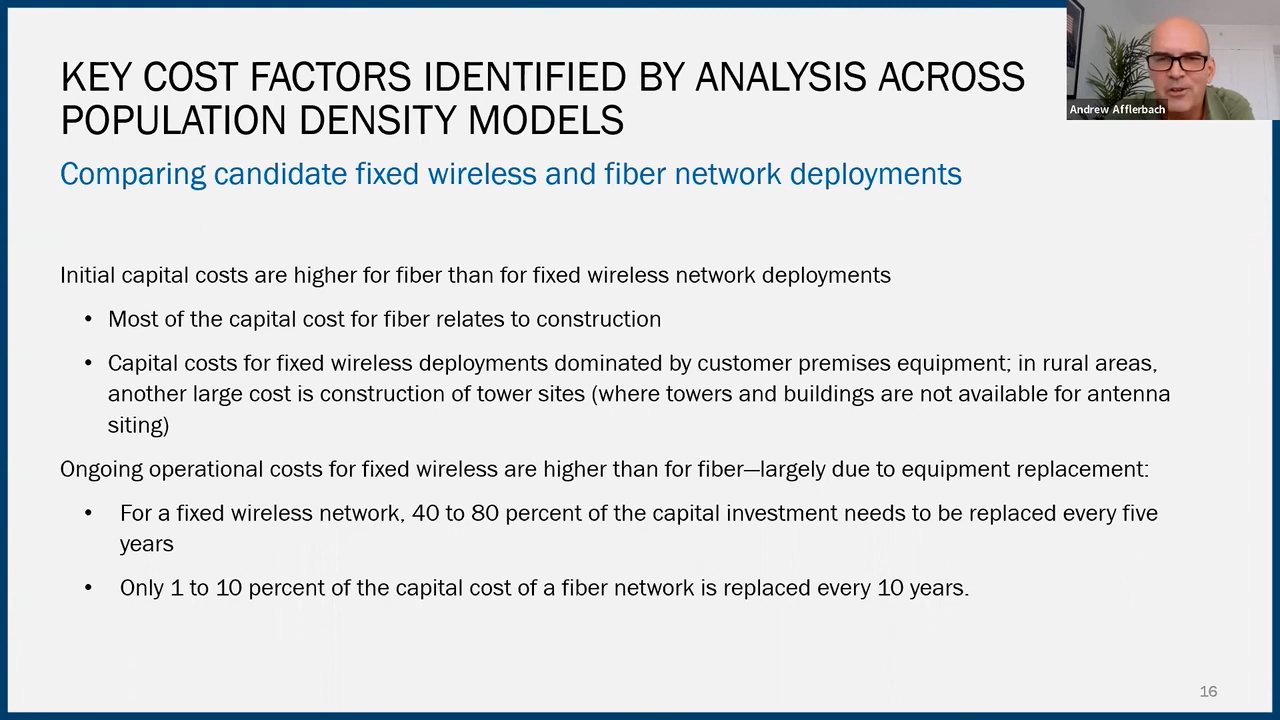 KEY COST FACTORS IDENTIFIED BY ANALYSIS ACROSS
POPULATION DENSITY MODELS
Comparing candidate fixed wireless and fiber network deployments
Andrew Afflerbach
Initial capital costs are higher for fiber than for fixed wireless network deployments
• Most of the capital cost for fiber relates to construction
• Capital costs for fixed wireless deployments dominated by customer premises equipment; in rural areas,
another large cost is construction of tower sites (where towers and buildings are not available for antenna
siting)
Ongoing operational costs for fixed wireless are higher than for fiber—largely due to equipment replacement:
• For a fixed wireless network, 40 to 80 percent of the capital investment needs to be replaced every five
years
• Only 1 to 10 percent of the capital cost of a fiber network is replaced every 10 years.
16